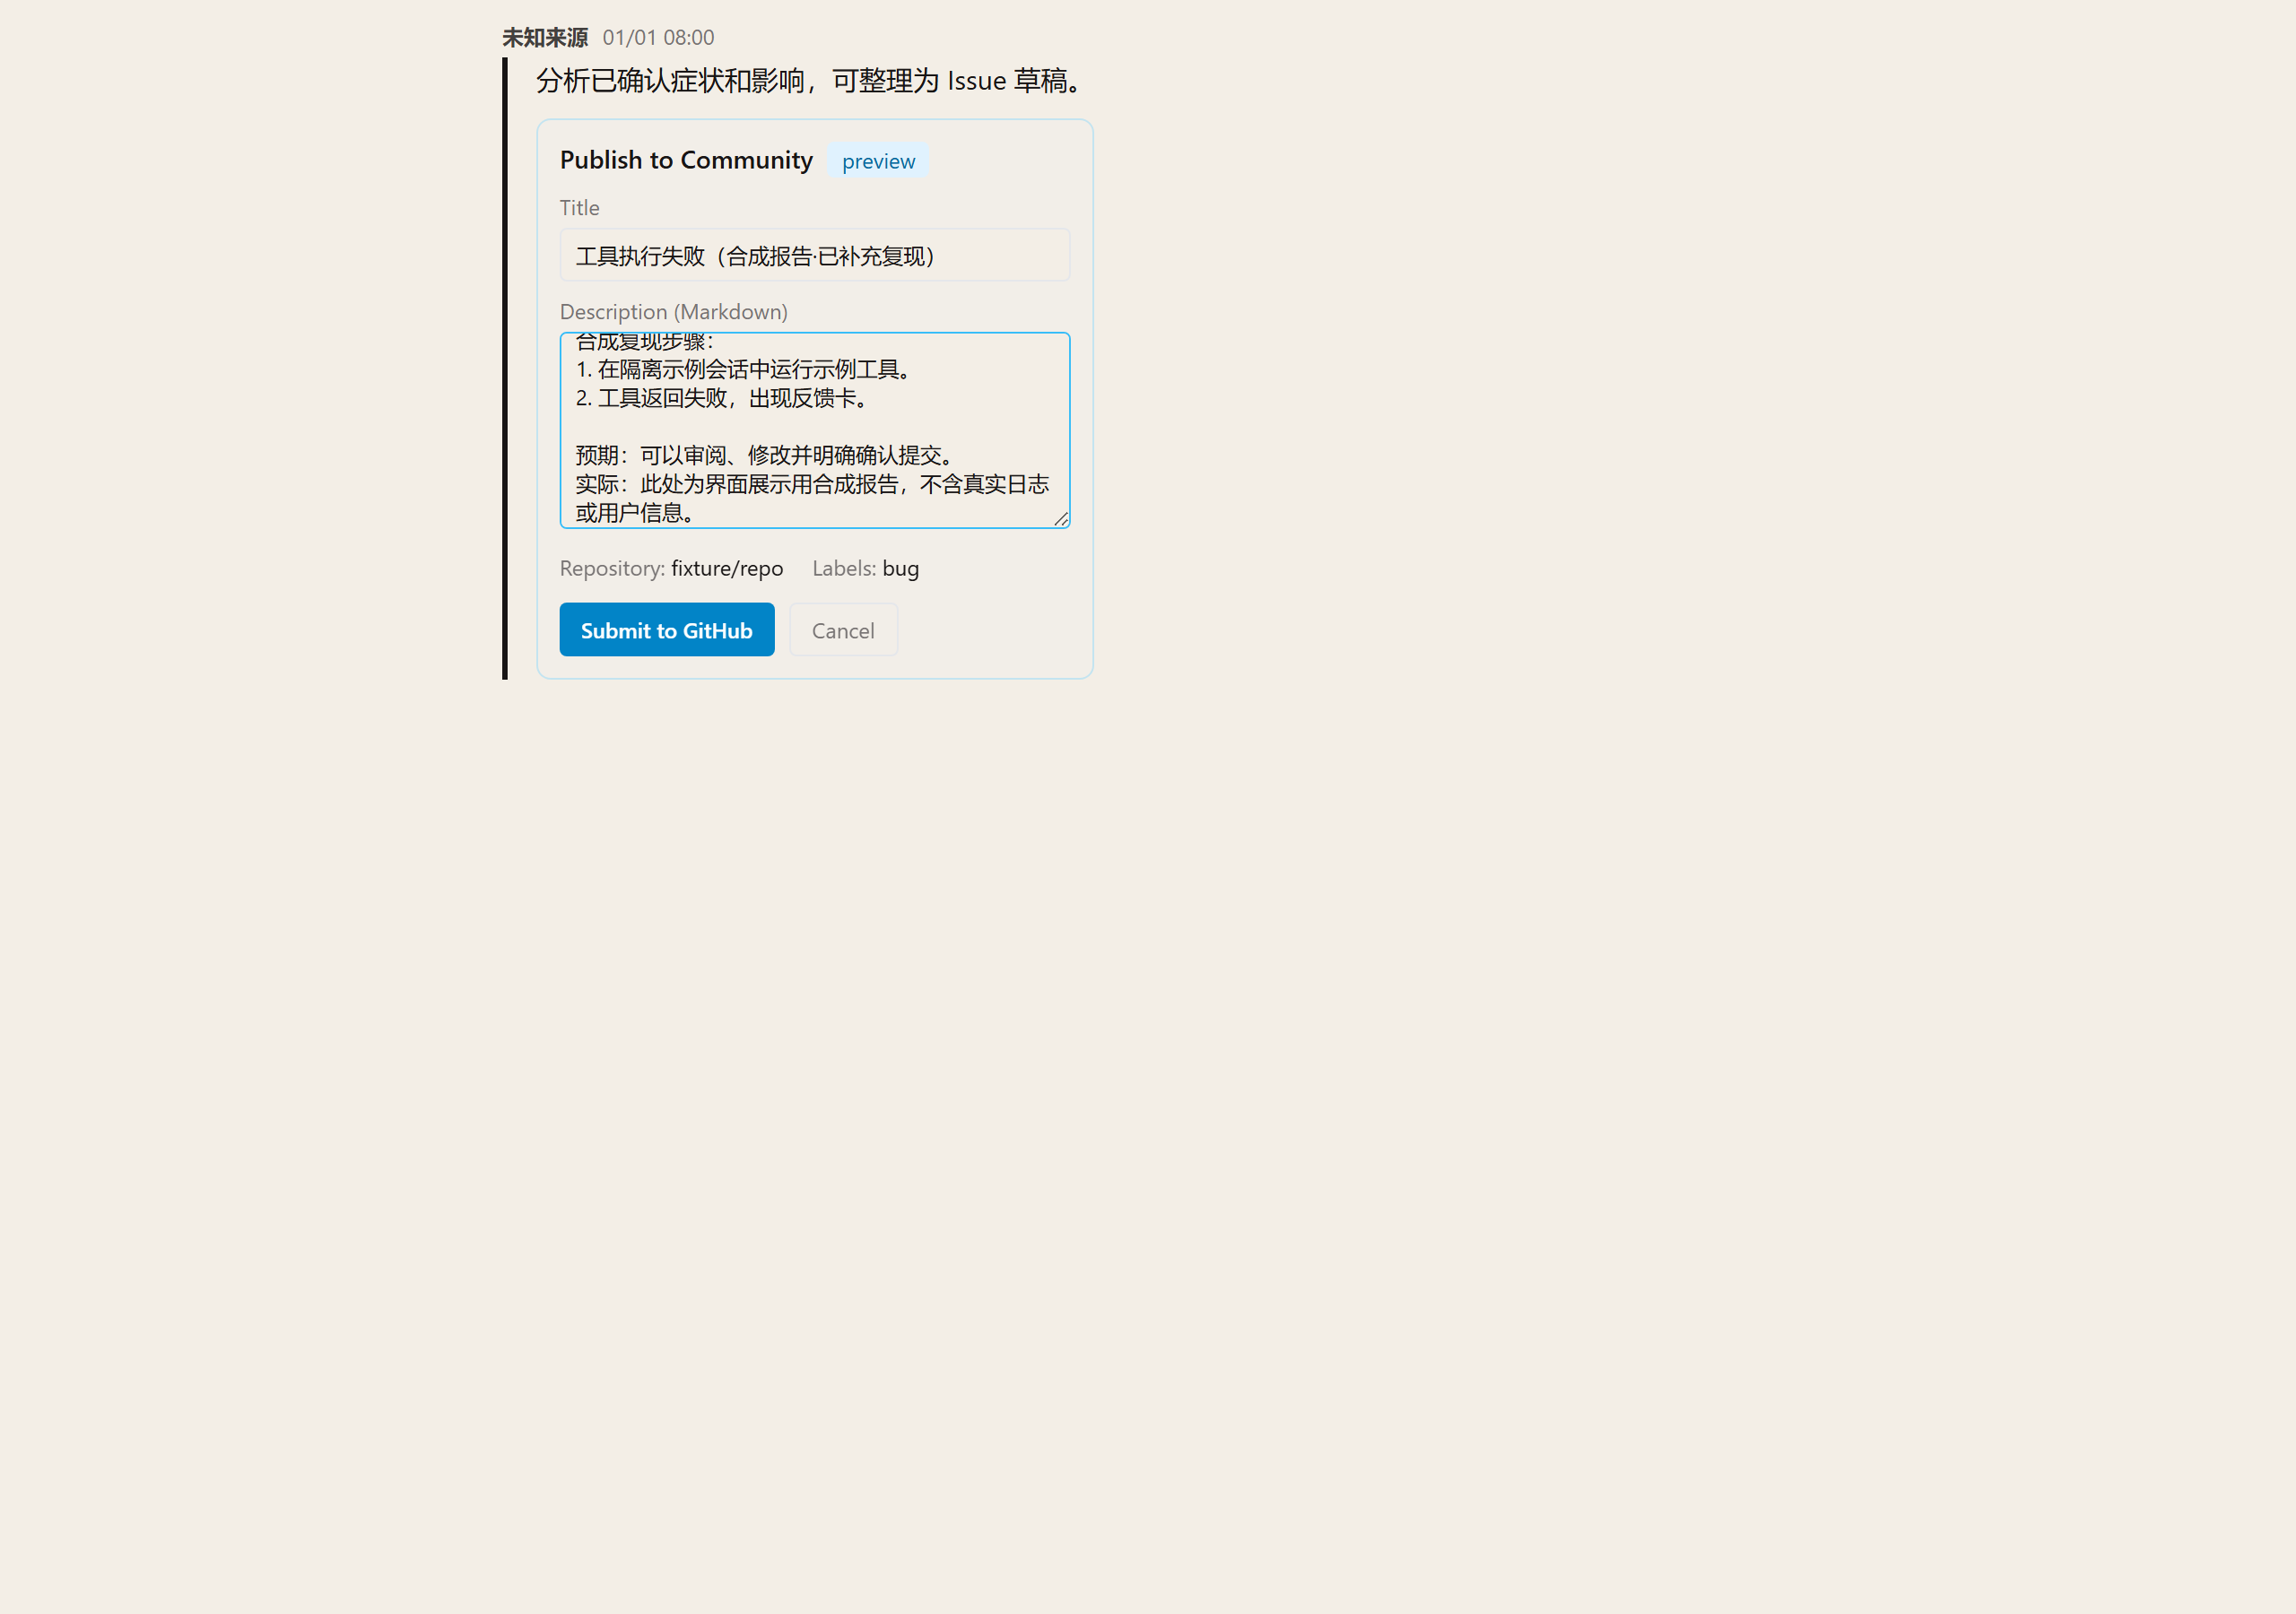 未知来源 01/01 08:00
分析已确认症状和影响，可整理为 Issue 草稿。
Publish to Community preview
Title
工具执行失败（合成报告·已补充复现）
Description (Markdown)
合成复现步骤：
1. 在隔离示例会话中运行示例工具。
2. 工具返回失败，出现反馈卡。
预期：可以审阅、修改并明确确认提交。
实际：此处为界面展示用合成报告，不含真实日志
或用户信息。
Repository: fixture/repo Labels: bug
Submit to GitHub Cancel